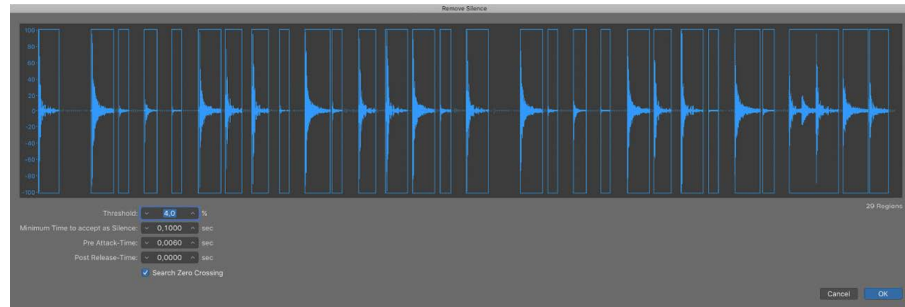 Remove Silence
100
80
60
40
20
0
-20
-40
-60
-80
-100
29 Regions
Threshold: 4,0 %
Minimum Time to accept as Silence: 0,1000 sec
Pre Attack-Time: 0,0060 sec
Post Release-Time: 0,0000 sec
Search Zero Crossing
Cancel OK